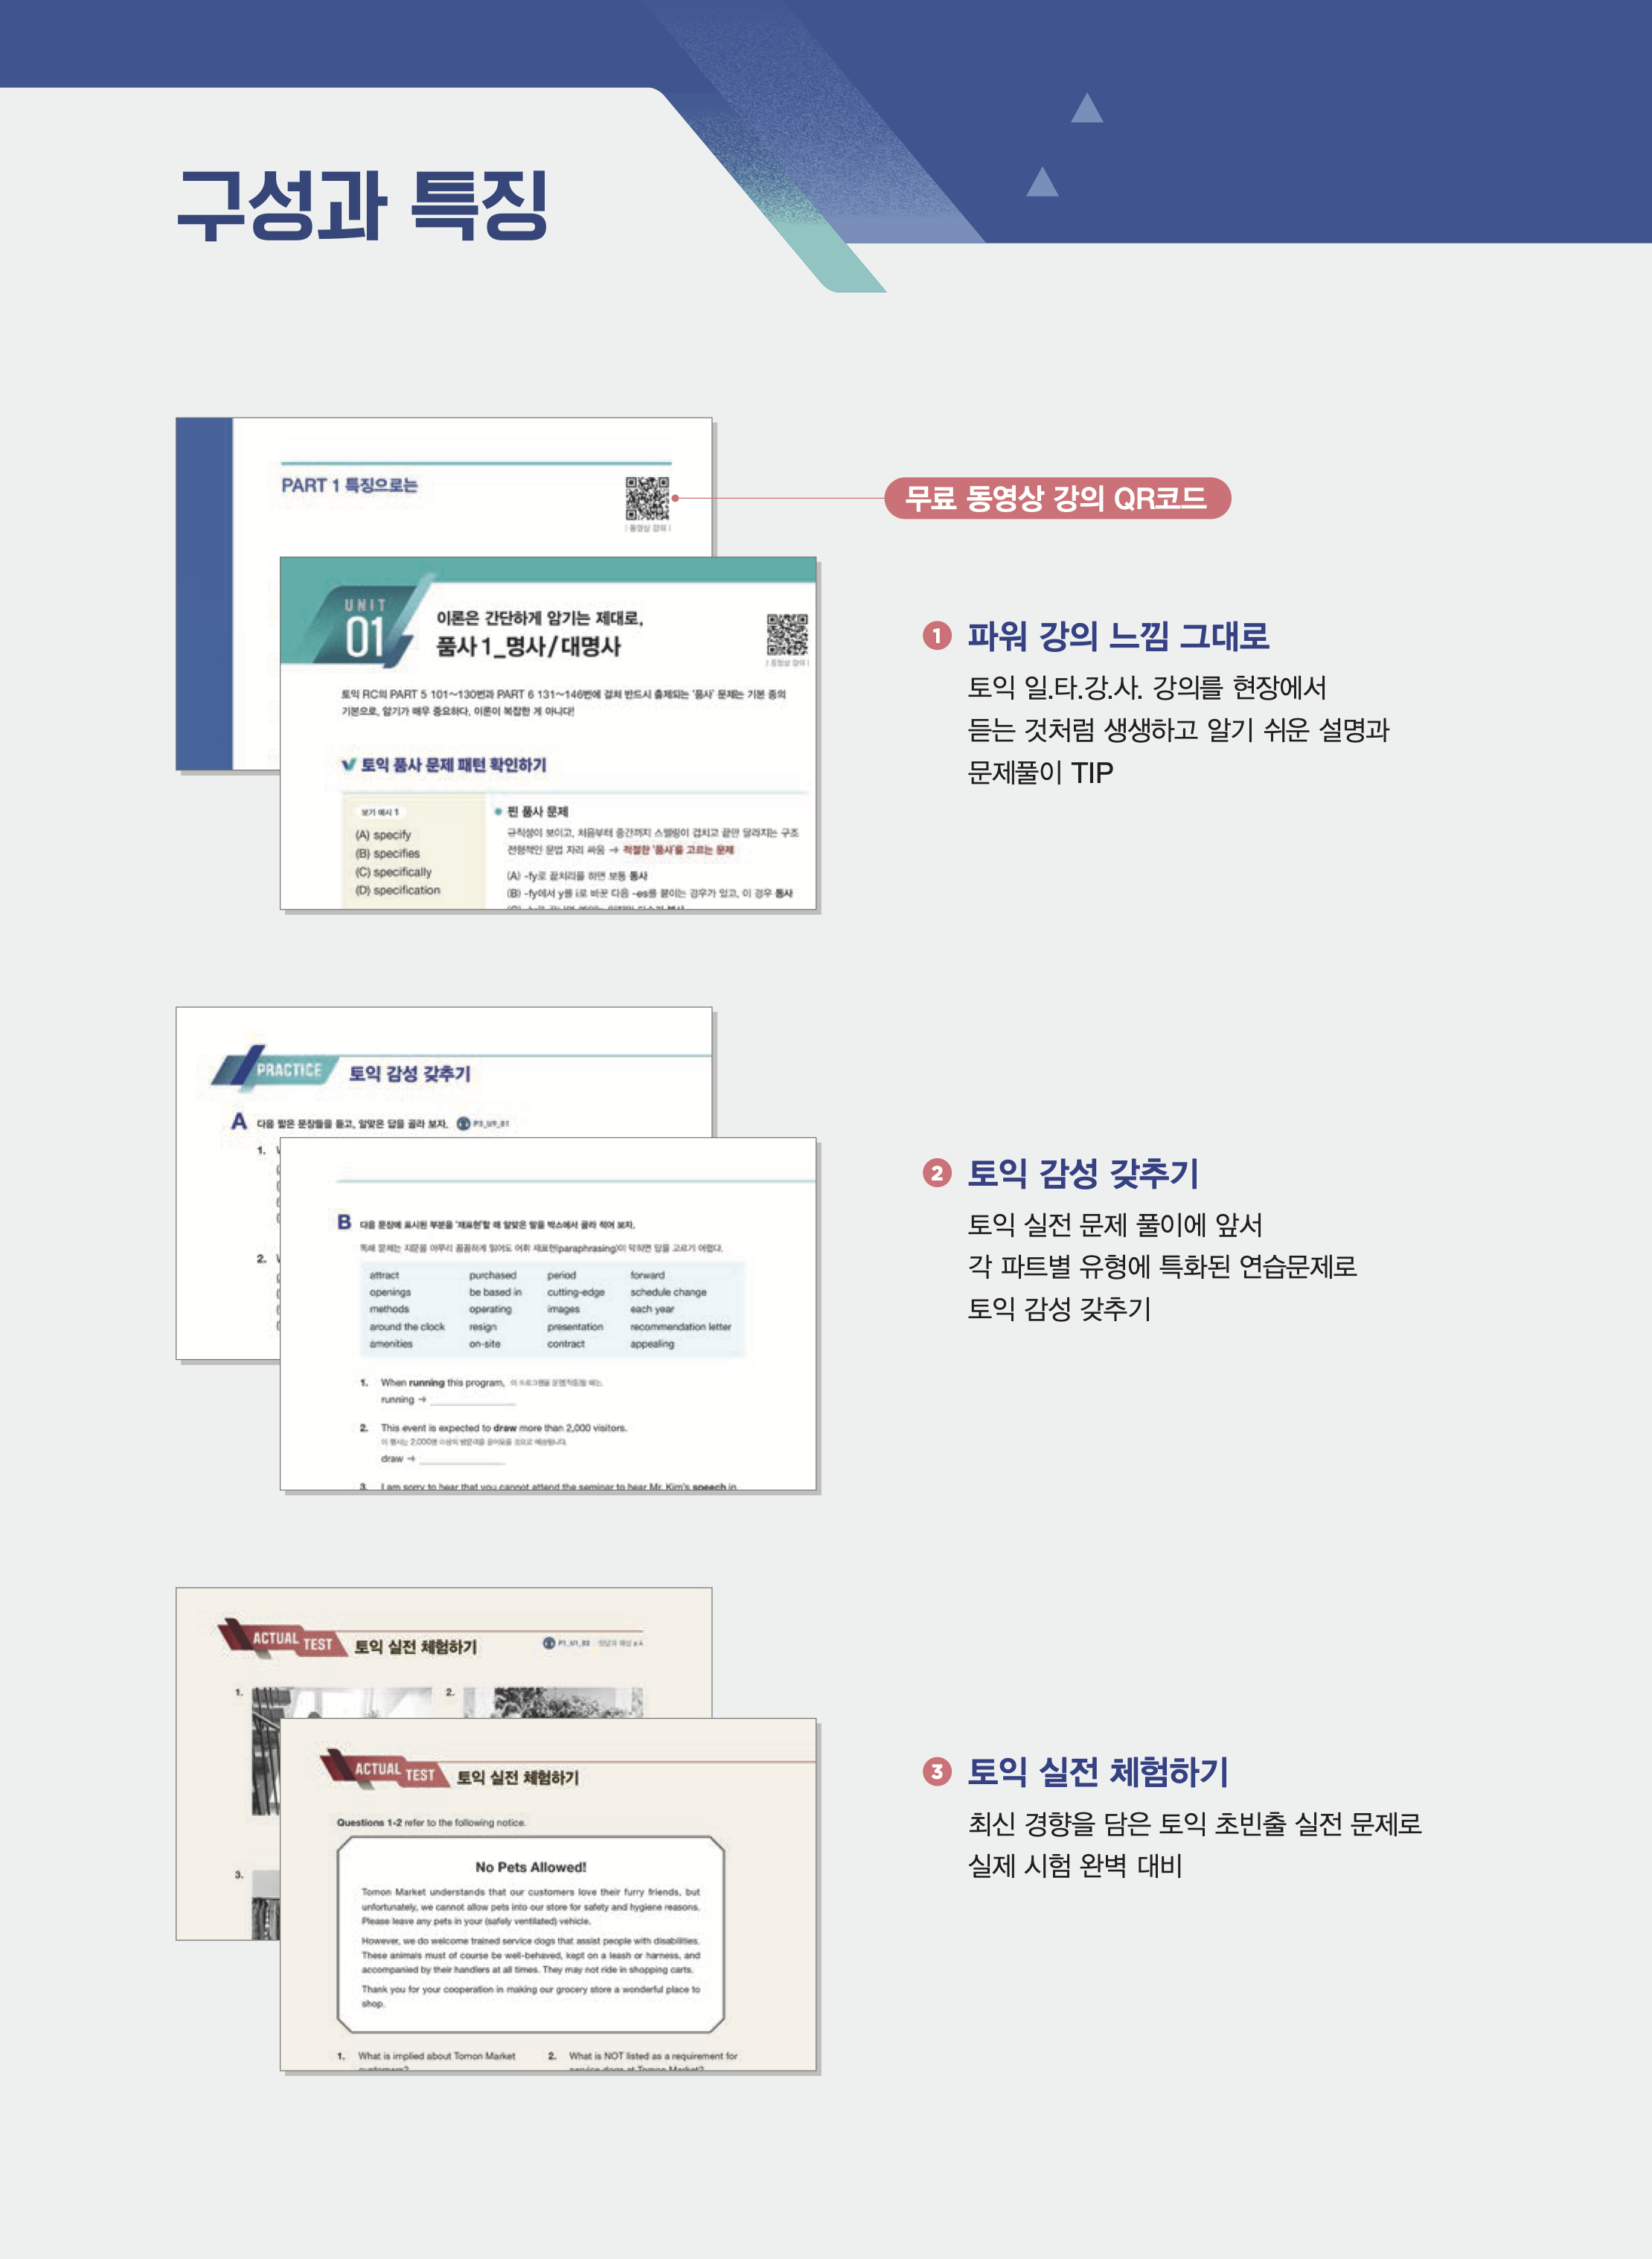 구성과 특징
PART 1 특징으로는
[ 동영상 강의 ]
무료 동영상 강의 QR코드
UNIT
01
이론은 간단하게 암기는 제대로,
품사 1_명사/대명사
[ 동영상 강의 ]
토익 RC의 PART 5 101~130번과 PART 6 131~146번에 걸쳐 반드시 출제되는 '품사' 문제는 기본 중의
기본으로, 암기가 매우 중요하다. 이론이 복잡한 게 아니다!
토익 품사 문제 패턴 확인하기
보기 예시 1
(A) specify
(B) specifies
(C) specifically
(D) specification
찐 품사 문제
규칙성이 보이고, 처음부터 중간까지 스펠링이 겹치고 끝만 달라지는 구조
전형적인 문법 자리 싸움 → 적절한 '품사'를 고르는 문제
(A) -fy로 끝처리를 하면 보통 동사
(B) -fy에서 y를 i로 바꾼 다음 -es를 붙이는 경우가 있고, 이 경우 동사
1 파워 강의 느낌 그대로
토익 일.타.강.사. 강의를 현장에서
듣는 것처럼 생생하고 알기 쉬운 설명과
문제풀이 TIP
PRACTICE 토익 감성 갖추기
A 다음 짧은 문장들을 듣고, 알맞은 답을 골라 보자. P3_U9_01
1.
2.
B 다음 문장에 표시된 부분을 '재표현'할 때 알맞은 말을 박스에서 골라 적어 보자.
독해 문제는 지문을 아무리 꼼꼼하게 읽어도 어휘 재표현(paraphrasing)이 막히면 답을 고르기 어렵다.
attract purchased period forward
openings be based in cutting-edge schedule change
methods operating images each year
around the clock resign presentation recommendation letter
amenities on-site contract appealing
1. When running this program,
running →
2. This event is expected to draw more than 2,000 visitors.
이 행사는 2,000명 이상의 방문객을 끌어모을 것으로 예상됩니다.
draw →
3. I am sorry to hear that you cannot attend the seminar to hear Mr. Kim's speech in
2 토익 감성 갖추기
토익 실전 문제 풀이에 앞서
각 파트별 유형에 특화된 연습문제로
토익 감성 갖추기
ACTUAL TEST 토익 실전 체험하기 P1_U1_02 정답과 해설 p.4
1.
2.
3.
ACTUAL TEST 토익 실전 체험하기
Questions 1-2 refer to the following notice.
No Pets Allowed!
Tomon Market understands that our customers love their furry friends, but
unfortunately, we cannot allow pets into our store for safety and hygiene reasons.
Please leave any pets in your (safely ventilated) vehicle.
However, we do welcome trained service dogs that assist people with disabilities.
These animals must of course be well-behaved, kept on a leash or harness, and
accompanied by their handlers at all times. They may not ride in shopping carts.
Thank you for your cooperation in making our grocery store a wonderful place to
shop.
1. What is implied about Tomon Market
customers?
2. What is NOT listed as a requirement for
service dogs at Tomon Market?
3 토익 실전 체험하기
최신 경향을 담은 토익 초빈출 실전 문제로
실제 시험 완벽 대비